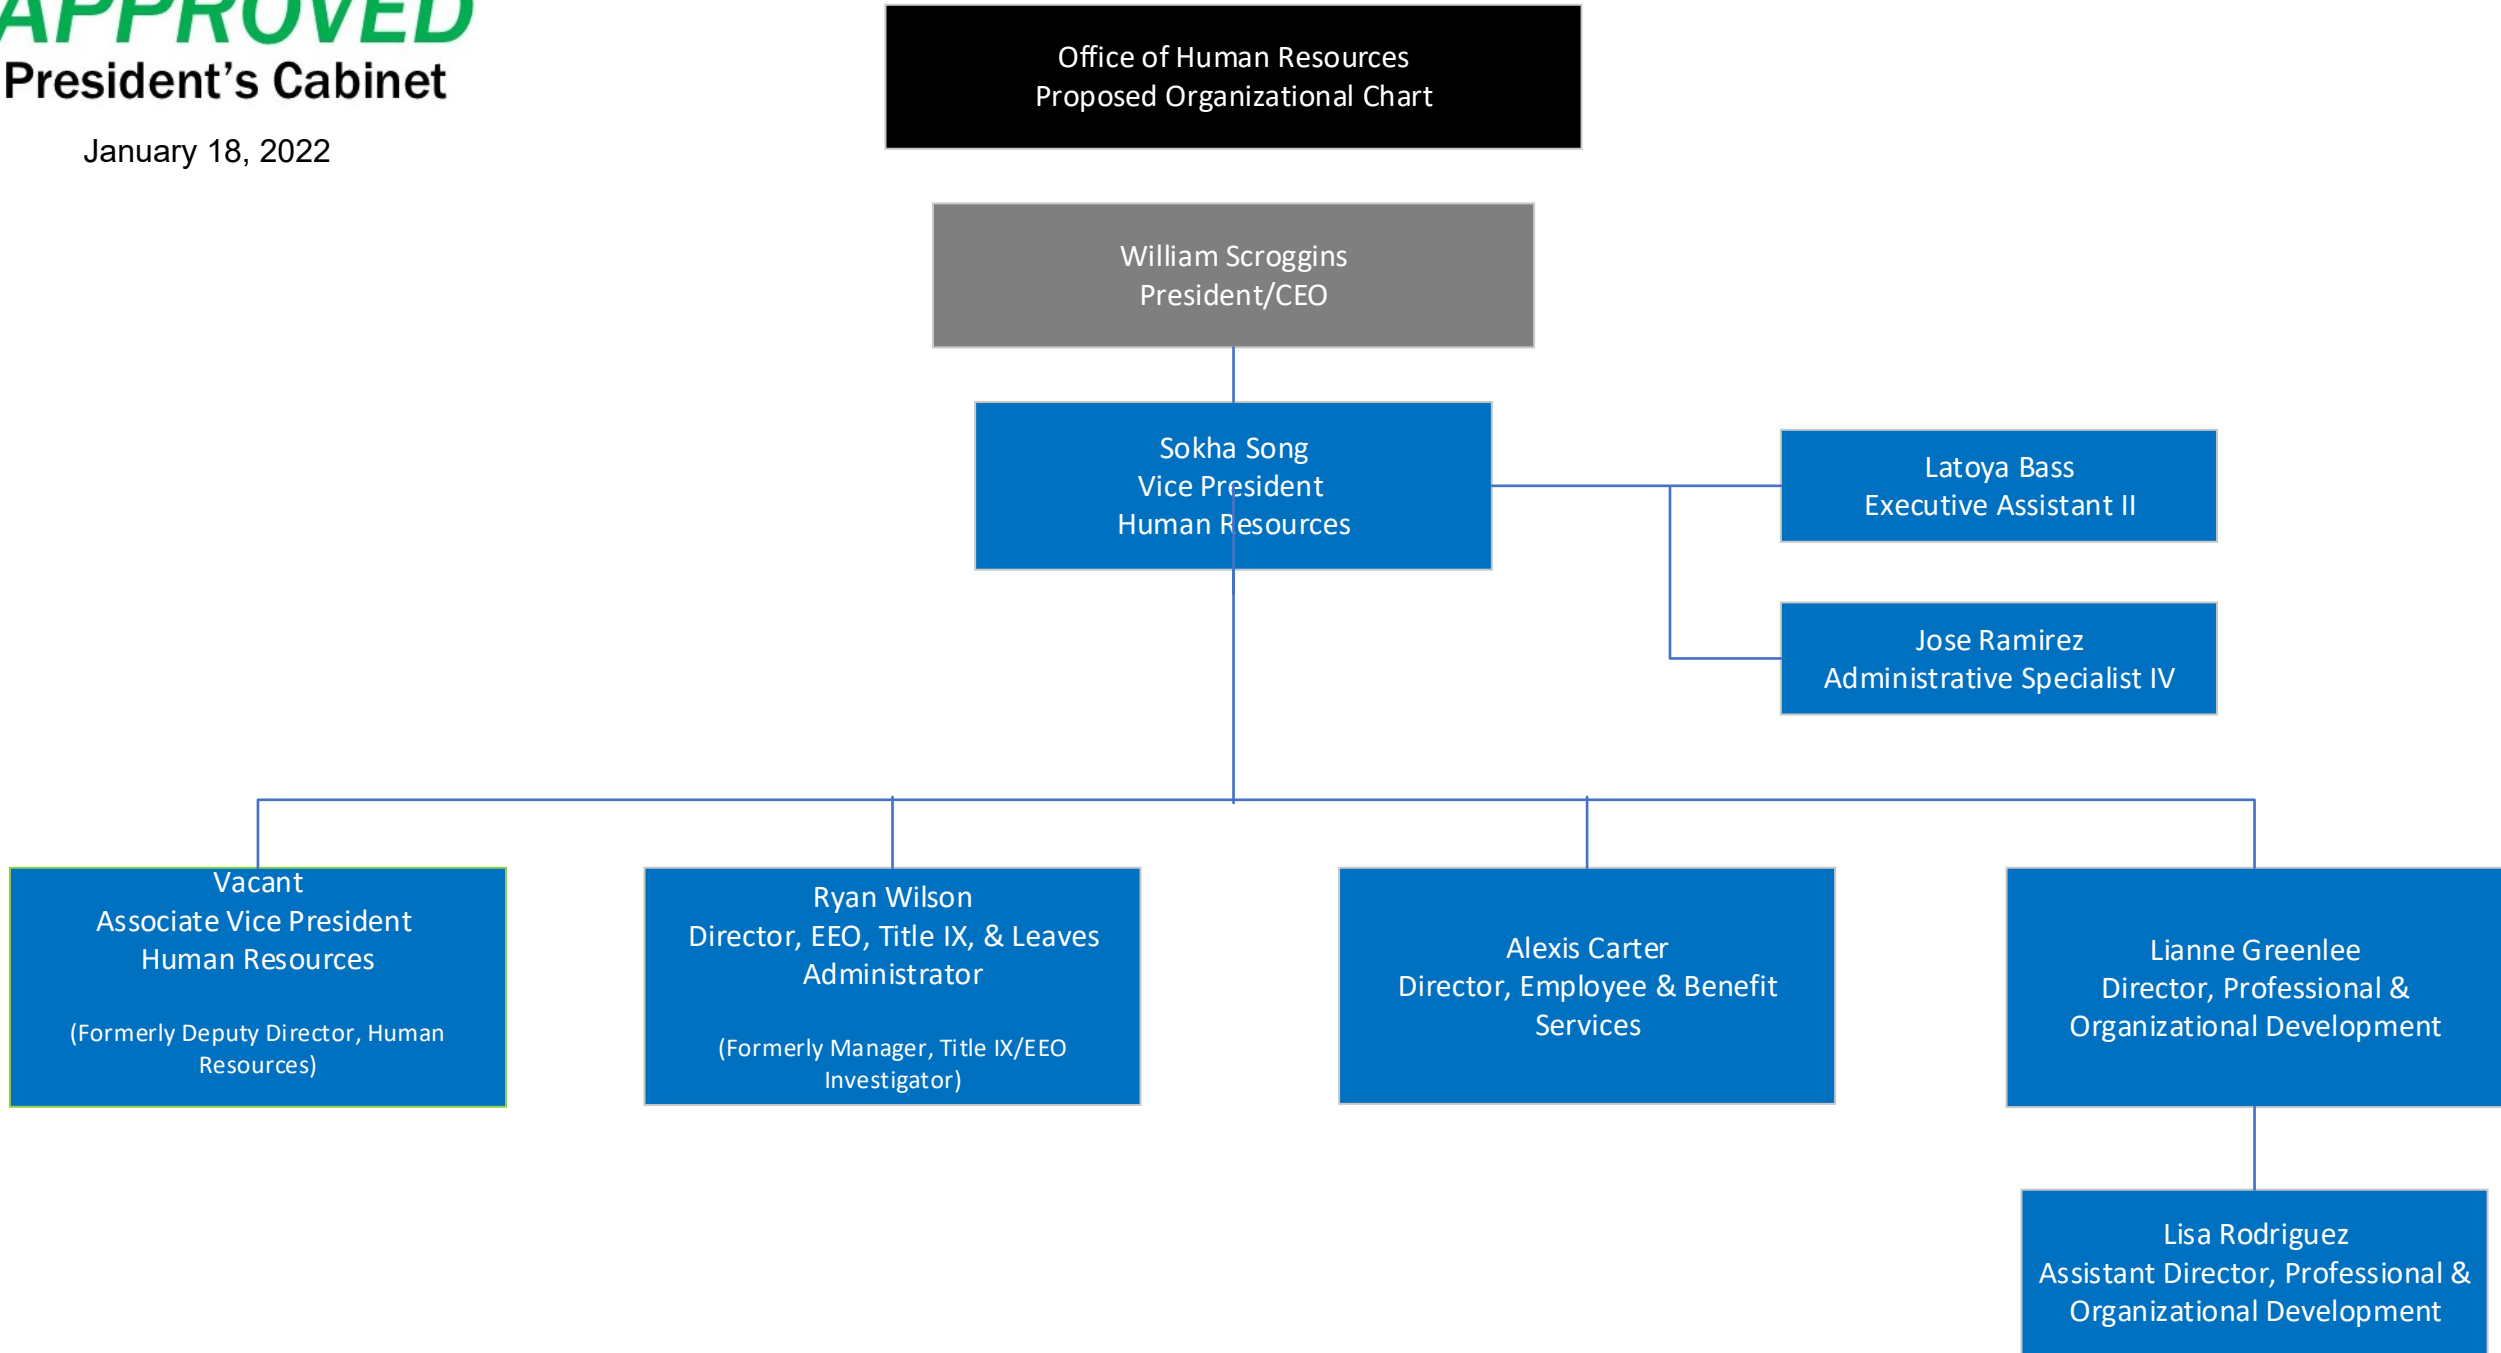 APPROVED
President's Cabinet
January 18, 2022
Office of Human Resources
Proposed Organizational Chart
William Scroggins
President/CEO
Sokha Song
Vice President
Human Resources
Latoya Bass
Executive Assistant II
Jose Ramirez
Administrative Specialist IV
Vacant
Associate Vice President
Human Resources
(Formerly Deputy Director, Human
Resources)
Ryan Wilson
Director, EEO, Title IX, & Leaves
Administrator
(Formerly Manager, Title IX/EEO
Investigator)
Alexis Carter
Director, Employee & Benefit
Services
Lianne Greenlee
Director, Professional &
Organizational Development
Lisa Rodriguez
Assistant Director, Professional &
Organizational Development